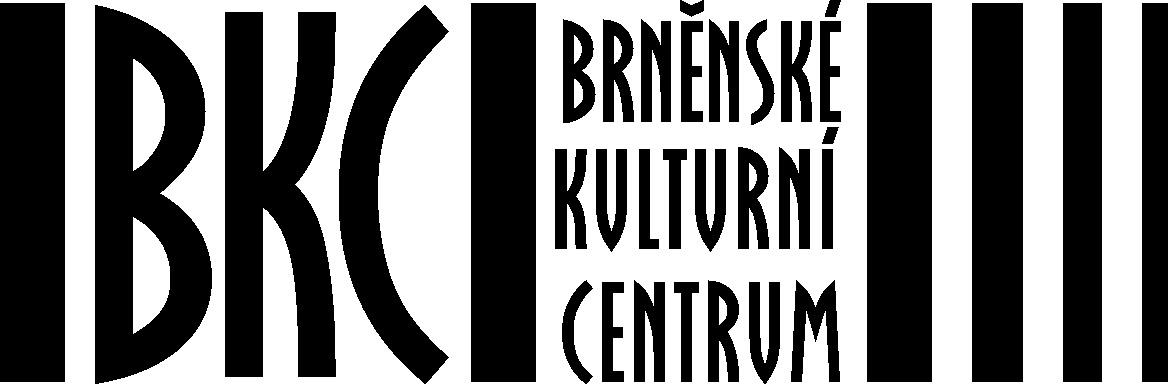 BKC
BRNĚNSKÉ
KULTURNÍ
CENTRUM